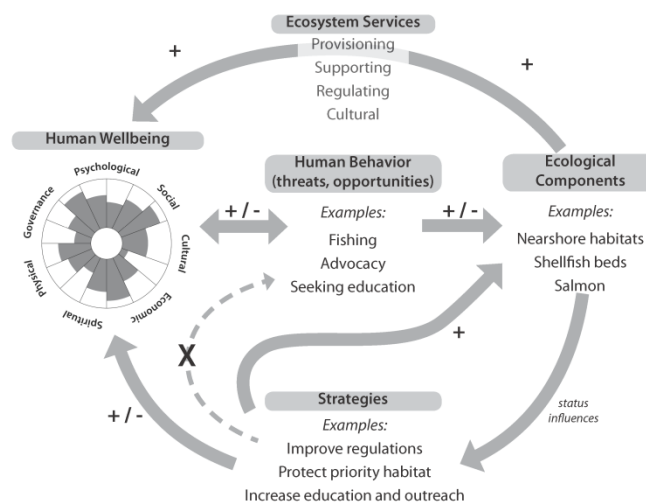 Ecosystem Services
Provisioning
Supporting
Regulating
Cultural
+
+
Human Wellbeing
Psychological
Social
Cultural
Economic
Spiritual
Physical
Governance
+ / -
Human Behavior
(threats, opportunities)
Examples:
Fishing
Advocacy
Seeking education
+ / -
Ecological
Components
Examples:
Nearshore habitats
Shellfish beds
Salmon
+
X
+ / -
status
influences
Strategies
Examples:
Improve regulations
Protect priority habitat
Increase education and outreach